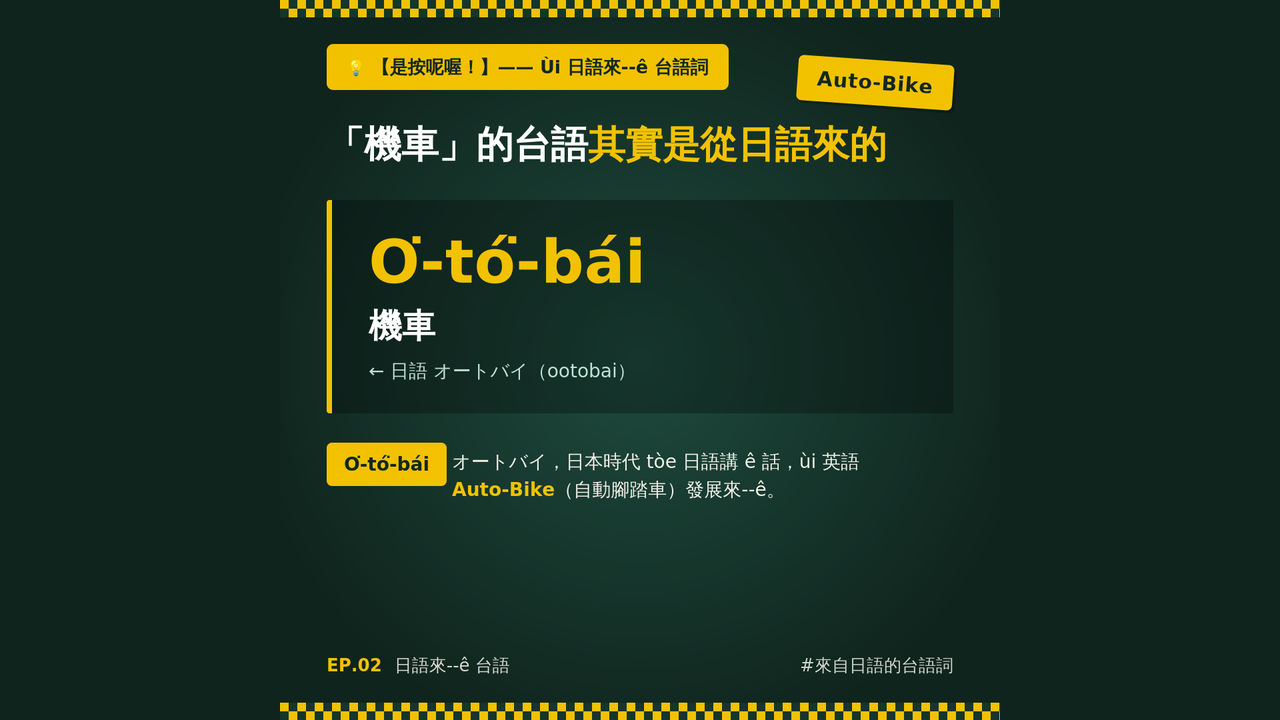 💡【是按呢喔！】—— Ùi 日語來--ê 台語詞
Auto-Bike
「機車」的台語其實是從日語來的
O͘-tó͘-bái
機車
← 日語 オートバイ（ootobai）
O͘-tó͘-bái
オートバイ，日本時代 tòe 日語講 ê 話，ùi 英語
Auto-Bike（自動腳踏車）發展來--ê。
EP.02 日語來--ê 台語
#來自日語的台語詞